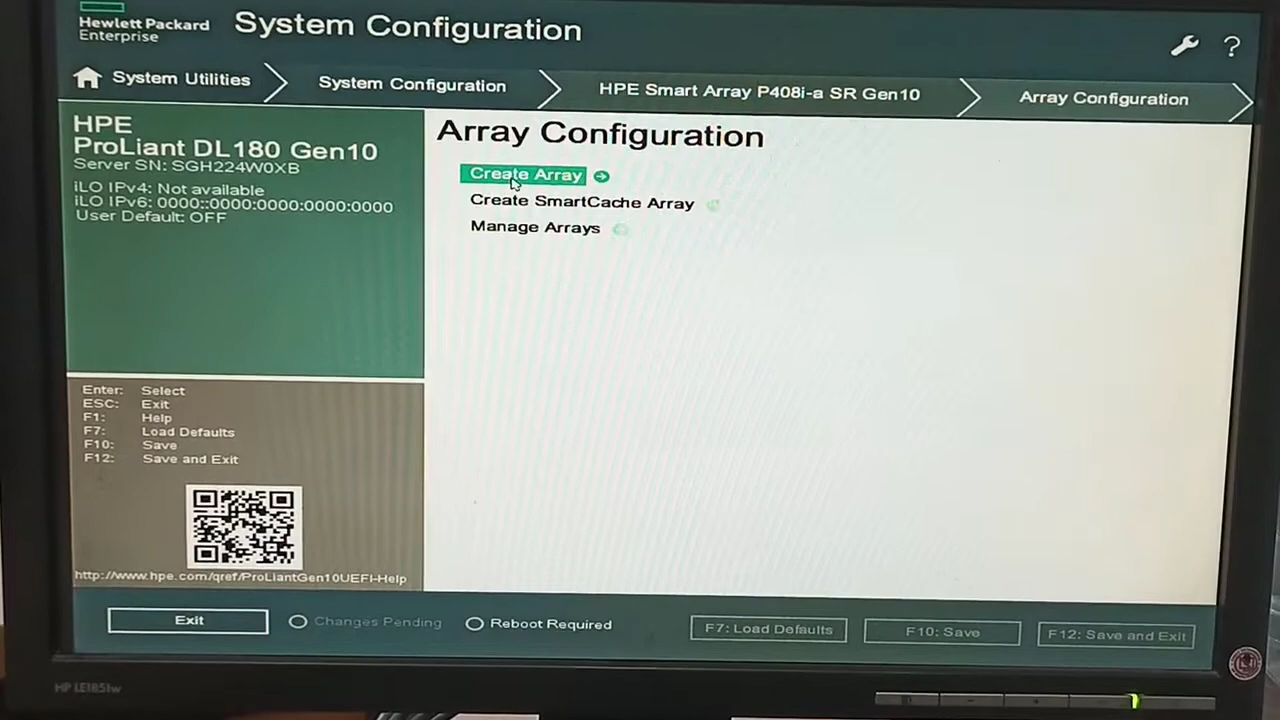 Hewlett Packard
Enterprise
System Configuration
?
System Utilities
System Configuration
HPE Smart Array P408i-a SR Gen10
Array Configuration
HPE
ProLiant DL180 Gen10
Server SN: SGH224W0XB
iLO IPv4: Not available
iLO IPv6: 0000::0000:0000:0000:0000
User Default: OFF
Array Configuration
Create Array
Create SmartCache Array
Manage Arrays
Enter: Select
ESC: Exit
F1: Help
F7: Load Defaults
F10: Save
F12: Save and Exit
http://www.hpe.com/qref/ProLiantGen10UEFI-Help
Exit
Changes Pending
Reboot Required
F7: Load Defaults
F10: Save
F12: Save and Exit
HP LE1851w